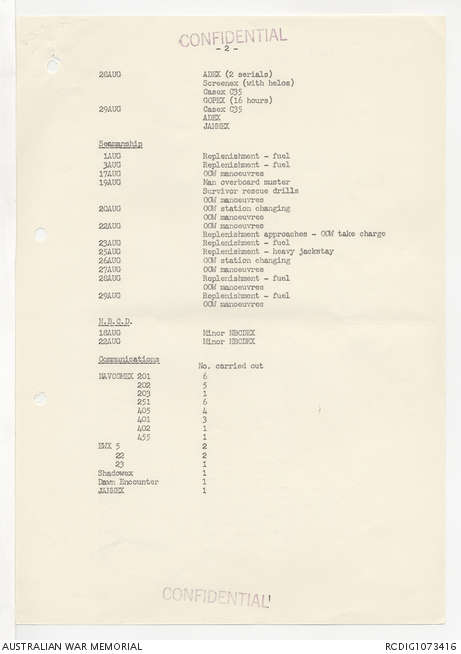 CONFIDENTIAL
- 2 -
28AUG ADEX (2 serials)
Screenex (with helos)
Casex C35
GOPEX (16 hours)
29AUG Casex C35
ADEX
JAMMEX
Seamanship
1AUG Replenishment - fuel
3AUG Replenishment - fuel
17AUG OOW manoeuvres
19AUG Man overboard muster
Survivor rescue drills
OOW manoeuvres
20AUG OOW station changing
OOW manoeuvres
22AUG OOW manoeuvres
Replenishment approaches - OOW take charge
23AUG Replenishment - fuel
25AUG Replenishment - heavy jackstay
26AUG OOW station changing
27AUG OOW manoeuvres
28AUG Replenishment - fuel
OOW manoeuvres
29AUG Replenishment - fuel
OOW manoeuvres
N.B.C.D.
18AUG Minor NBCDEX
22AUG Minor NBCDEX
Communications
No. carried out
NAVCOMEX 201 6
202 5
203 1
251 6
405 4
401 3
402 1
455 1
EWX 5 2
22 2
23 1
Shadowex 1
Dawn Encounter 1
JAMMEX 1
CONFIDENTIAL
AUSTRALIAN WAR MEMORIAL RCDIG1073416